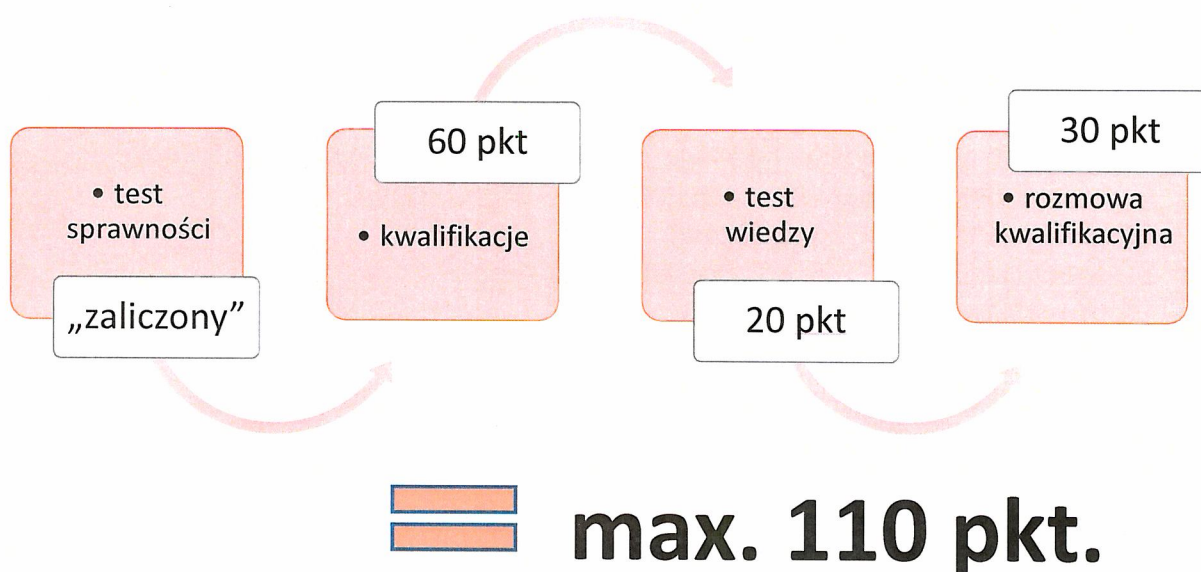 • test
sprawności
„zaliczony”
60 pkt
• kwalifikacje
• test
wiedzy
20 pkt
30 pkt
• rozmowa
kwalifikacyjna
max. 110 pkt.